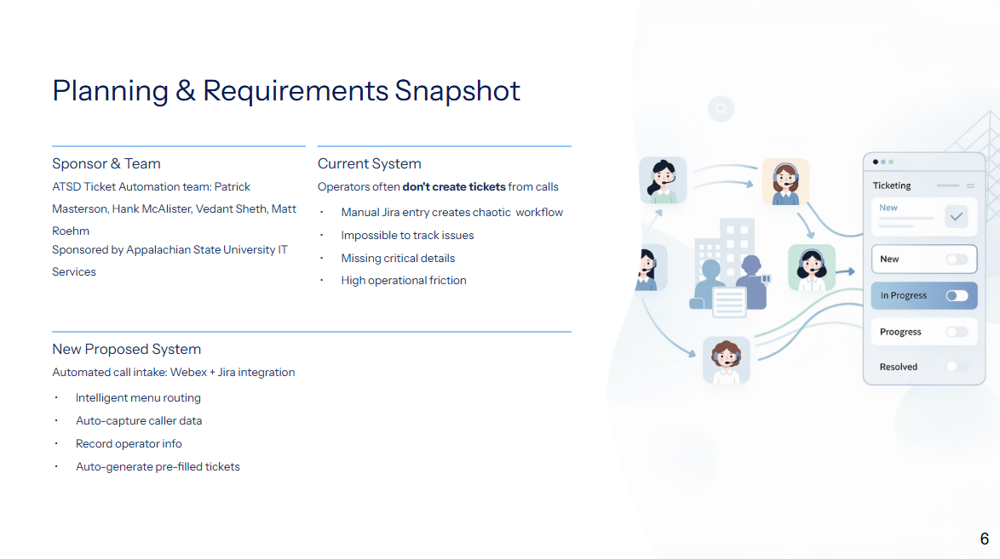 Planning & Requirements Snapshot
Sponsor & Team
ATSD Ticket Automation team: Patrick
Masterson, Hank McAlister, Vedant Sheth, Matt
Roehm
Sponsored by Appalachian State University IT
Services
Current System
Operators often don't create tickets from calls
· Manual Jira entry creates chaotic workflow
· Impossible to track issues
· Missing critical details
· High operational friction
New Proposed System
Automated call intake: Webex + Jira integration
· Intelligent menu routing
· Auto-capture caller data
· Record operator info
· Auto-generate pre-filled tickets
Ticketing
New
New
In Progress
Proogress
Resolved
6